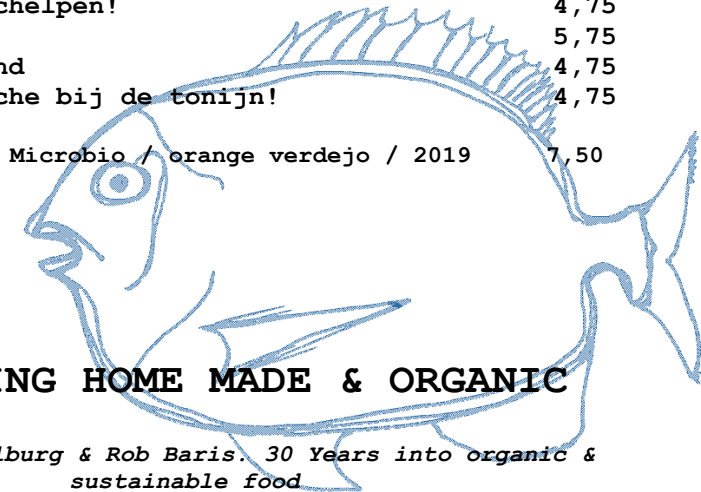 chelpen! 4,75
5,75
nd 4,75
che bij de tonijn! 4,75
Microbio / orange verdejo / 2019 7,50
ING HOME MADE & ORGANIC
lburg & Rob Baris. 30 Years into organic &
sustainable food